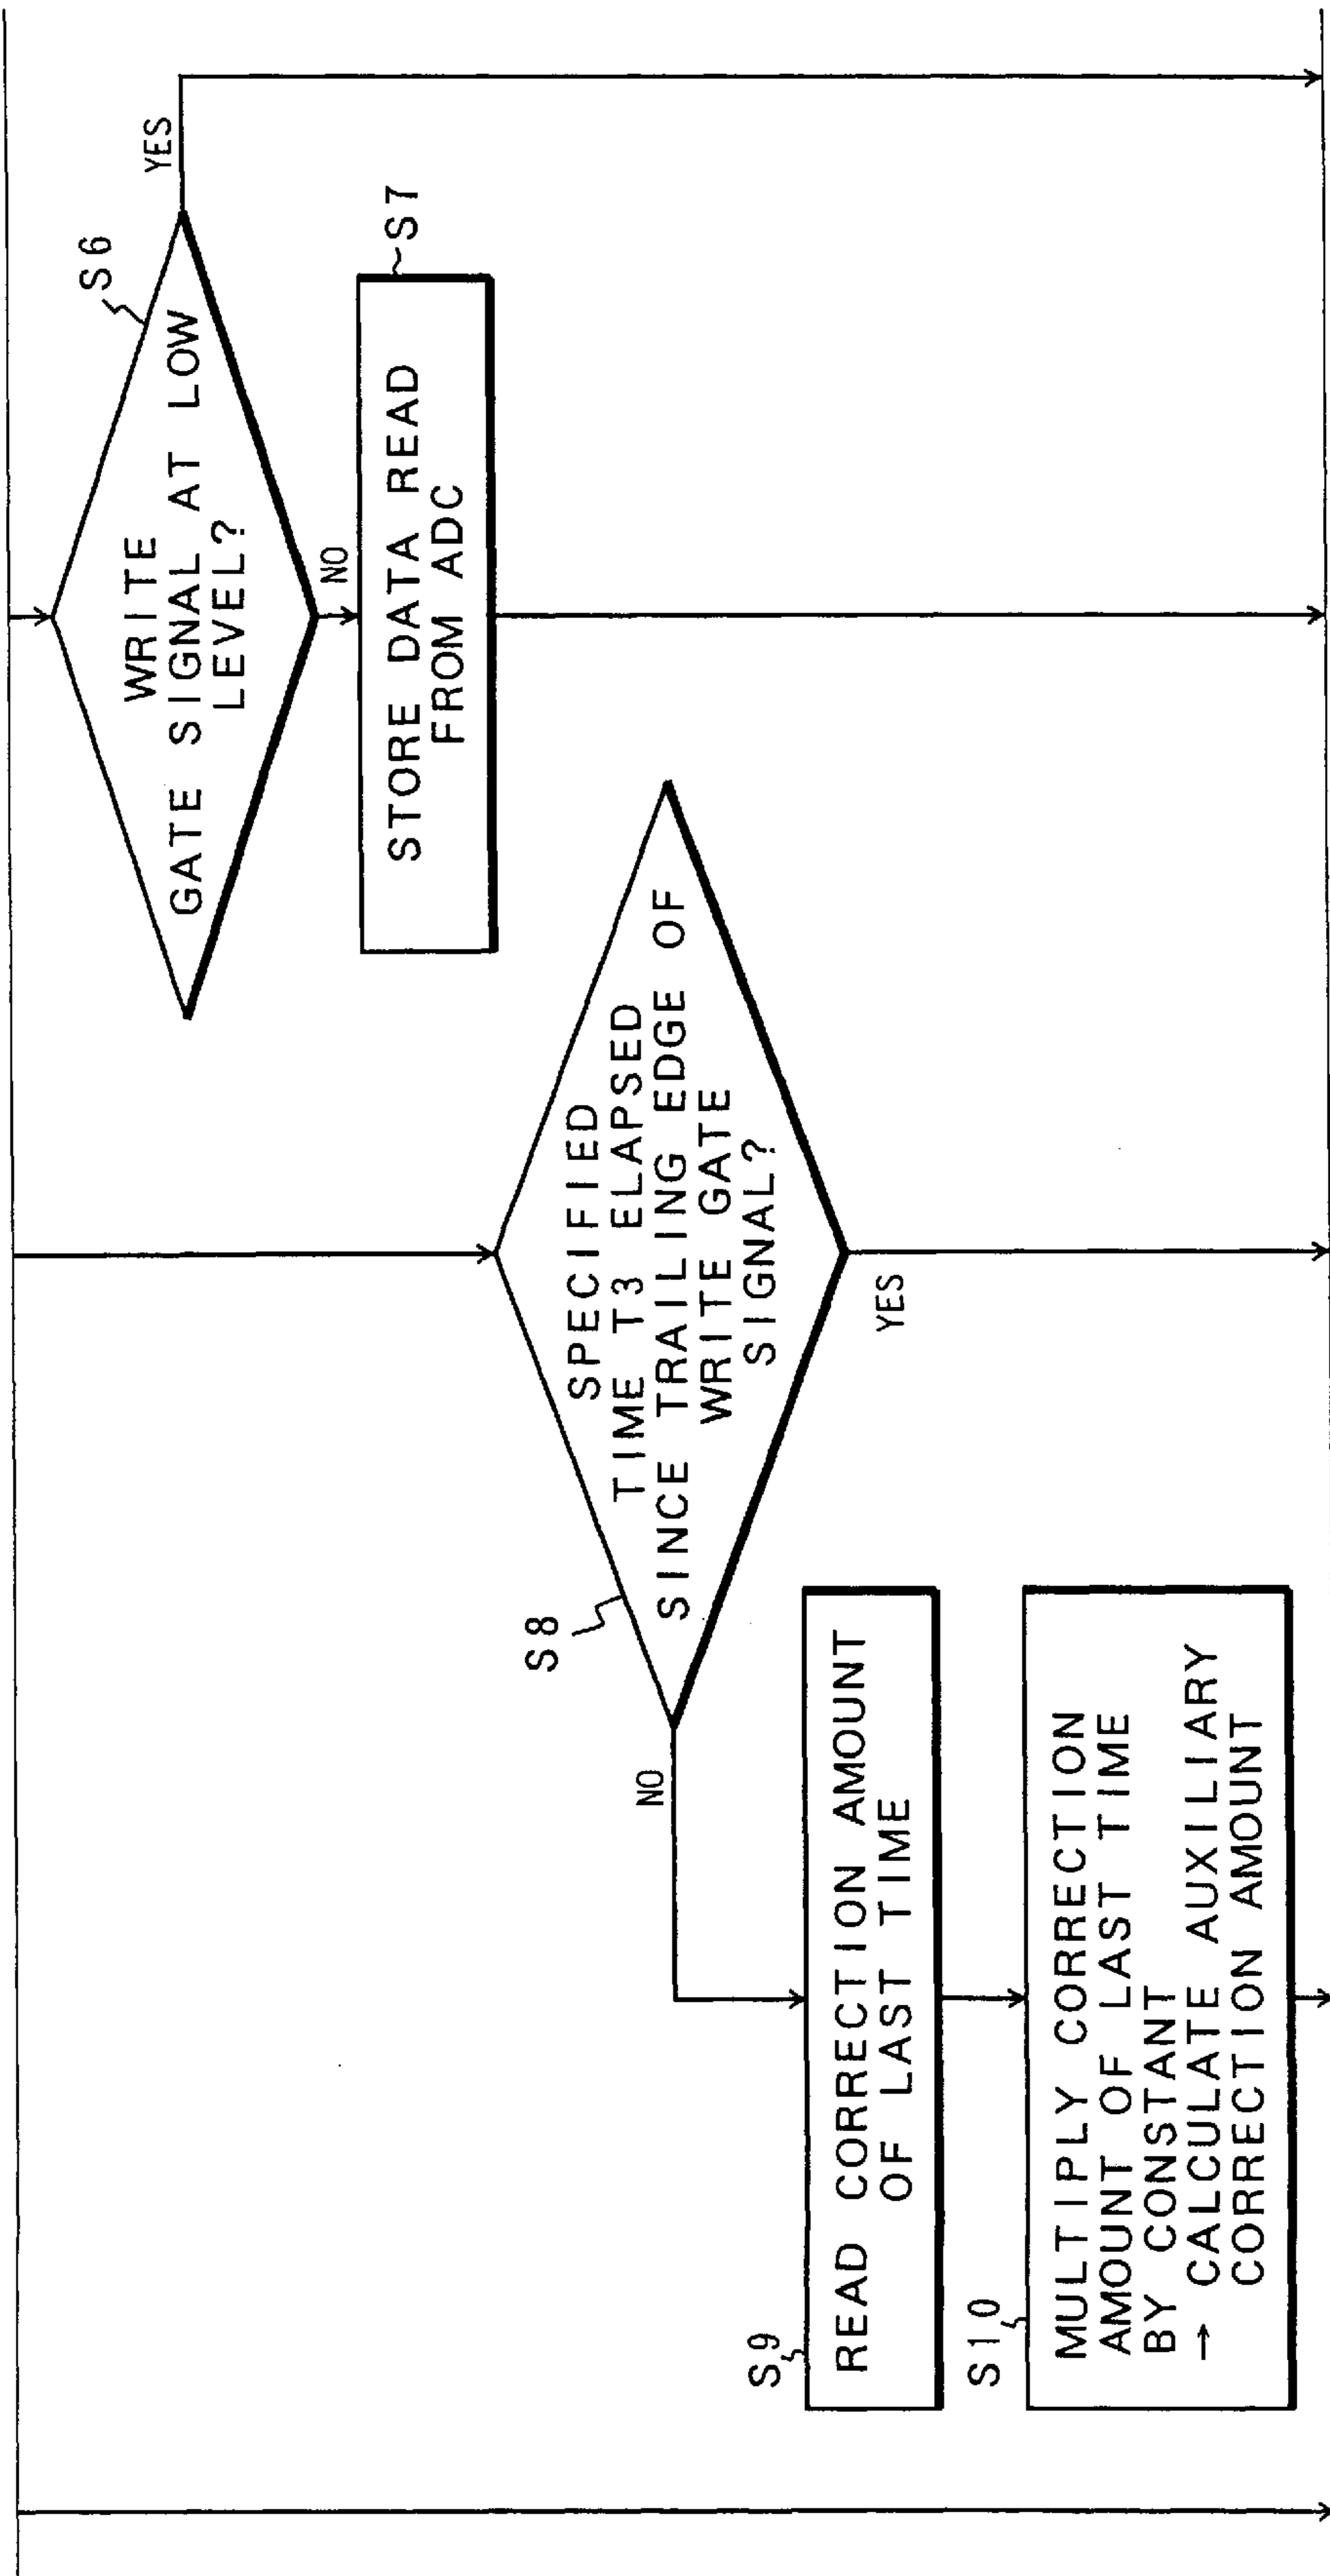 S6
WRITE
GATE SIGNAL AT LOW
LEVEL?
YES
NO
S7
STORE DATA READ
FROM ADC
S8
SPECIFIED
TIME T3 ELAPSED
SINCE TRAILING EDGE OF
WRITE GATE
SIGNAL?
NO
YES
S9
READ CORRECTION AMOUNT
OF LAST TIME
S10
MULTIPLY CORRECTION
AMOUNT OF LAST TIME
BY CONSTANT
→ CALCULATE AUXILIARY
CORRECTION AMOUNT